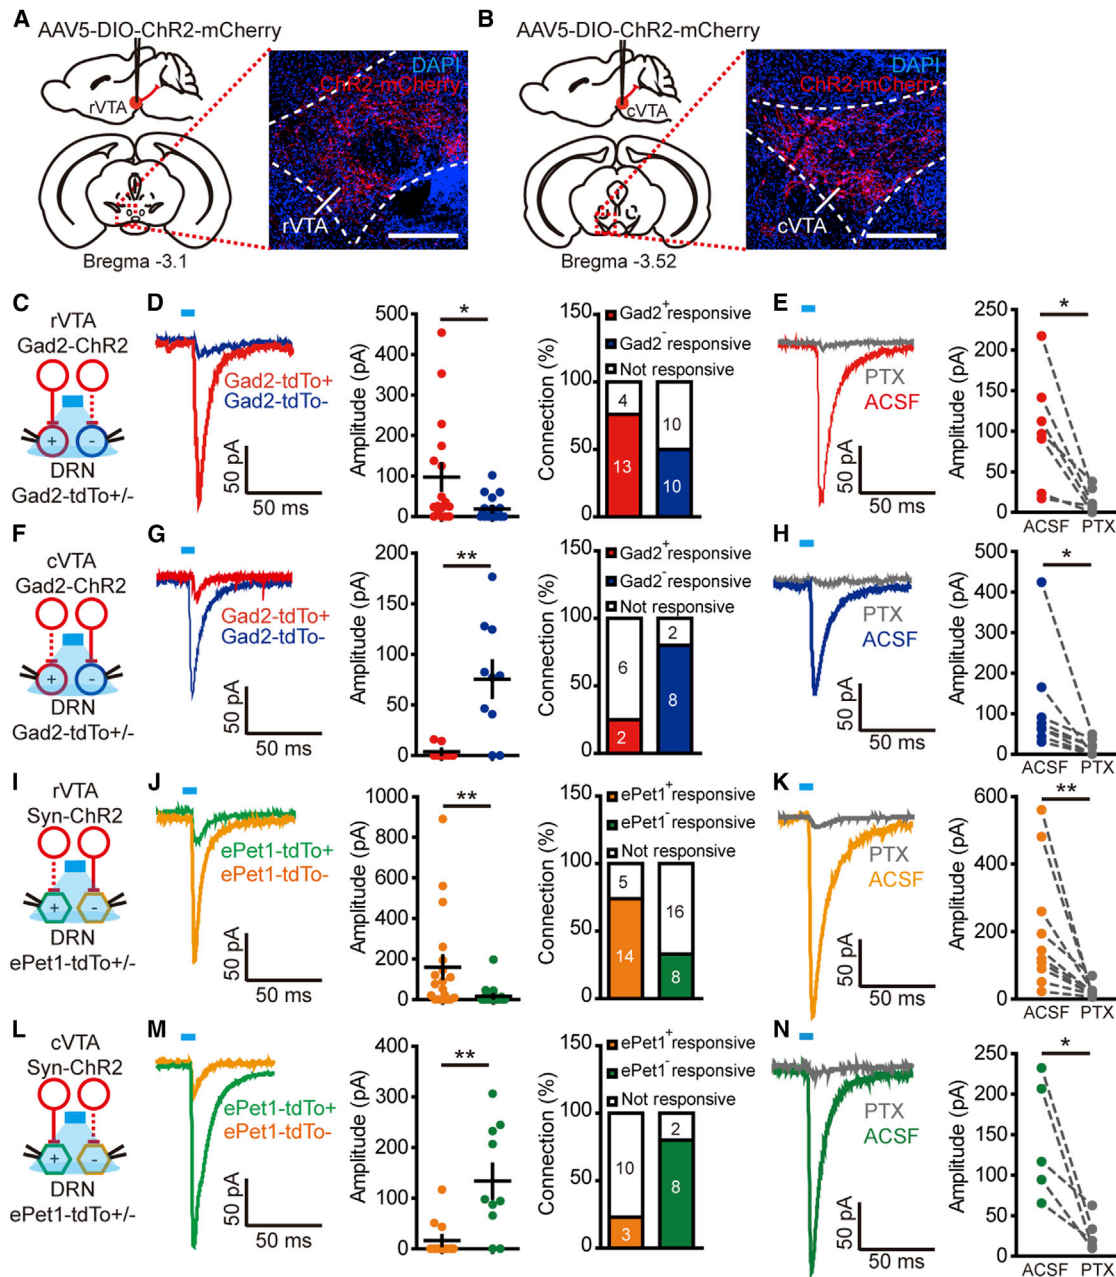 A
AAV5-DIO-ChR2-mCherry
rVTA
Bregma -3.1
DAPI
ChR2-mCherry
rVTA
B
AAV5-DIO-ChR2-mCherry
cVTA
Bregma -3.52
DAPI
ChR2-mCherry
cVTA
C
rVTA
Gad2-ChR2
+ -
DRN
Gad2-tdTo+/-
D
Gad2-tdTo+
Gad2-tdTo-
50 pA
50 ms
Amplitude (pA)
500
400
300
200
100
0
*
Connection (%)
150
100
50
0
Gad2+ responsive
Gad2- responsive
Not responsive
4
13
10
10
E
PTX
ACSF
50 pA
50 ms
Amplitude (pA)
250
200
150
100
50
0
*
ACSF PTX
F
cVTA
Gad2-ChR2
+ -
DRN
Gad2-tdTo+/-
G
Gad2-tdTo+
Gad2-tdTo-
50 pA
50 ms
Amplitude (pA)
200
150
100
50
0
**
Connection (%)
150
100
50
0
Gad2+ responsive
Gad2- responsive
Not responsive
6
2
2
8
H
PTX
ACSF
50 pA
50 ms
Amplitude (pA)
500
400
300
200
100
0
*
ACSF PTX
I
rVTA
Syn-ChR2
+ -
DRN
ePet1-tdTo+/-
J
ePet1-tdTo+
ePet1-tdTo-
50 pA
50 ms
Amplitude (pA)
1000
800
600
400
200
0
**
Connection (%)
150
100
50
0
ePet1+ responsive
ePet1- responsive
Not responsive
5
14
16
8
K
PTX
ACSF
50 pA
50 ms
Amplitude (pA)
600
400
200
0
**
ACSF PTX
L
cVTA
Syn-ChR2
+ -
DRN
ePet1-tdTo+/-
M
ePet1-tdTo+
ePet1-tdTo-
50 pA
50 ms
Amplitude (pA)
400
300
200
100
0
**
Connection (%)
150
100
50
0
ePet1+ responsive
ePet1- responsive
Not responsive
10
3
2
8
N
PTX
ACSF
50 pA
50 ms
Amplitude (pA)
250
200
150
100
50
0
*
ACSF PTX